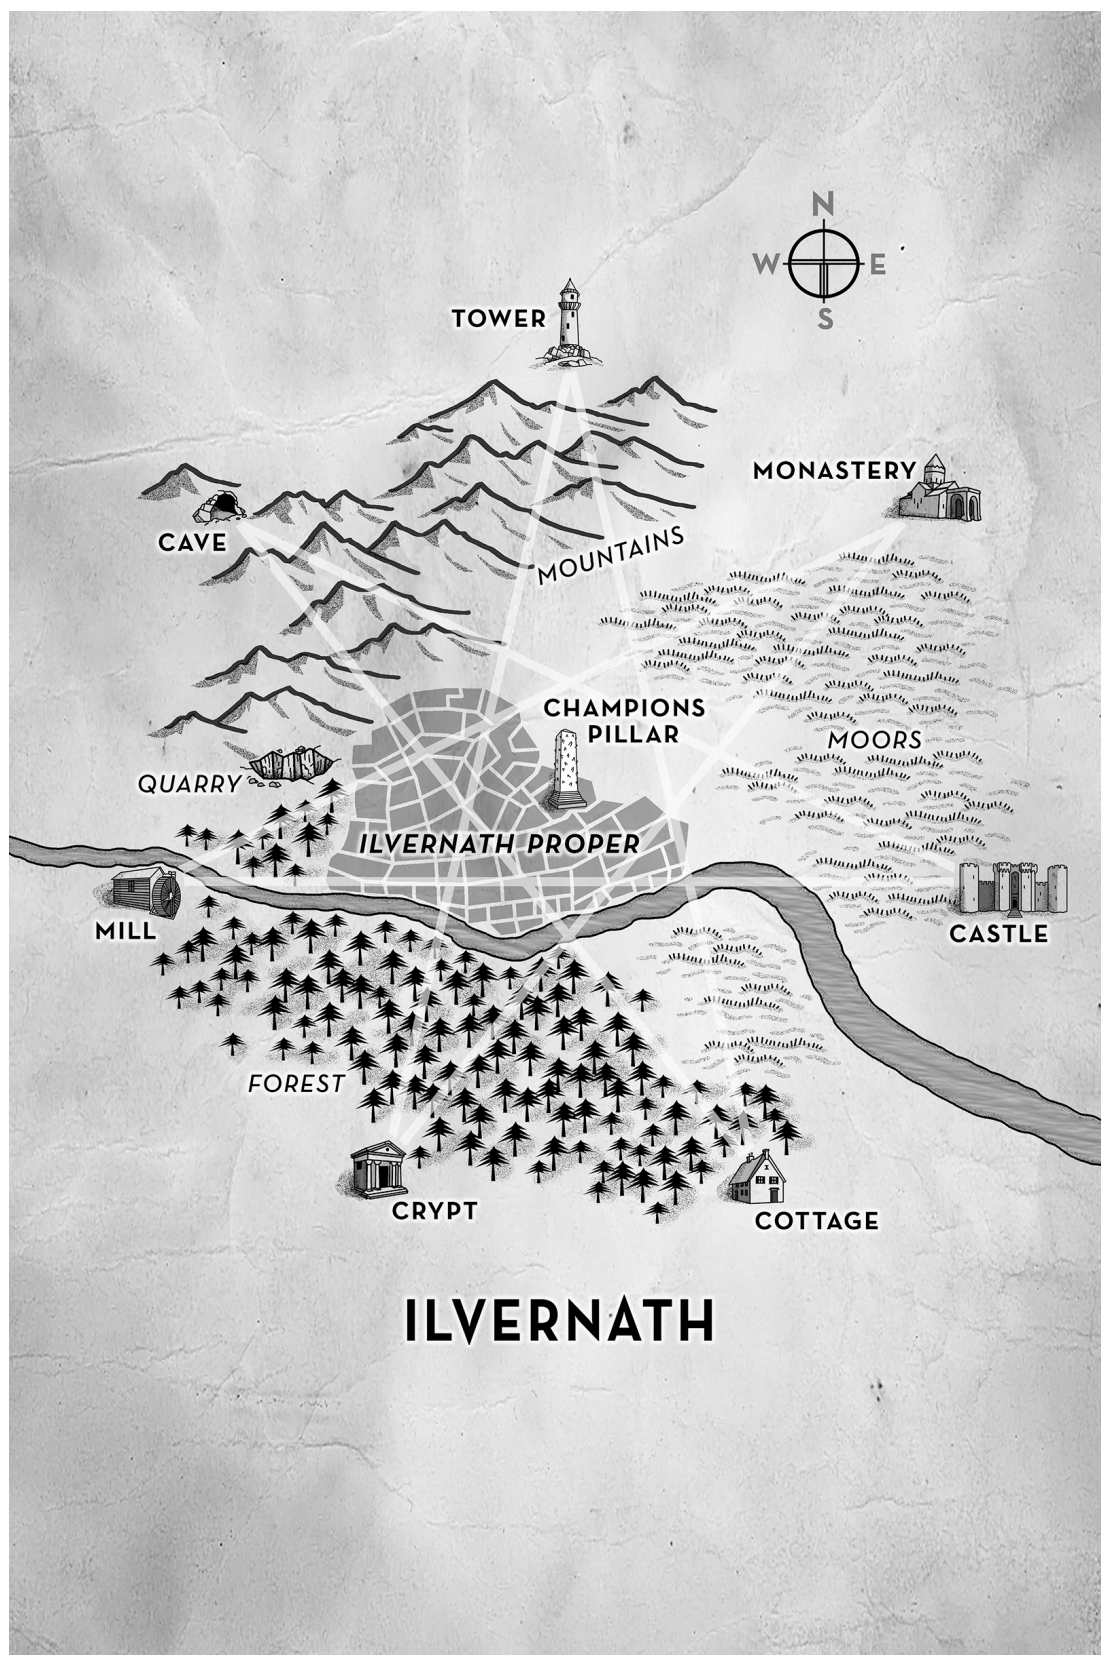 N
W E
S
TOWER
MONASTERY
CAVE
MOUNTAINS
CHAMPIONS
PILLAR
MOORS
QUARRY
ILVERNATH PROPER
MILL
CASTLE
FOREST
CRYPT
COTTAGE
ILVERNATH